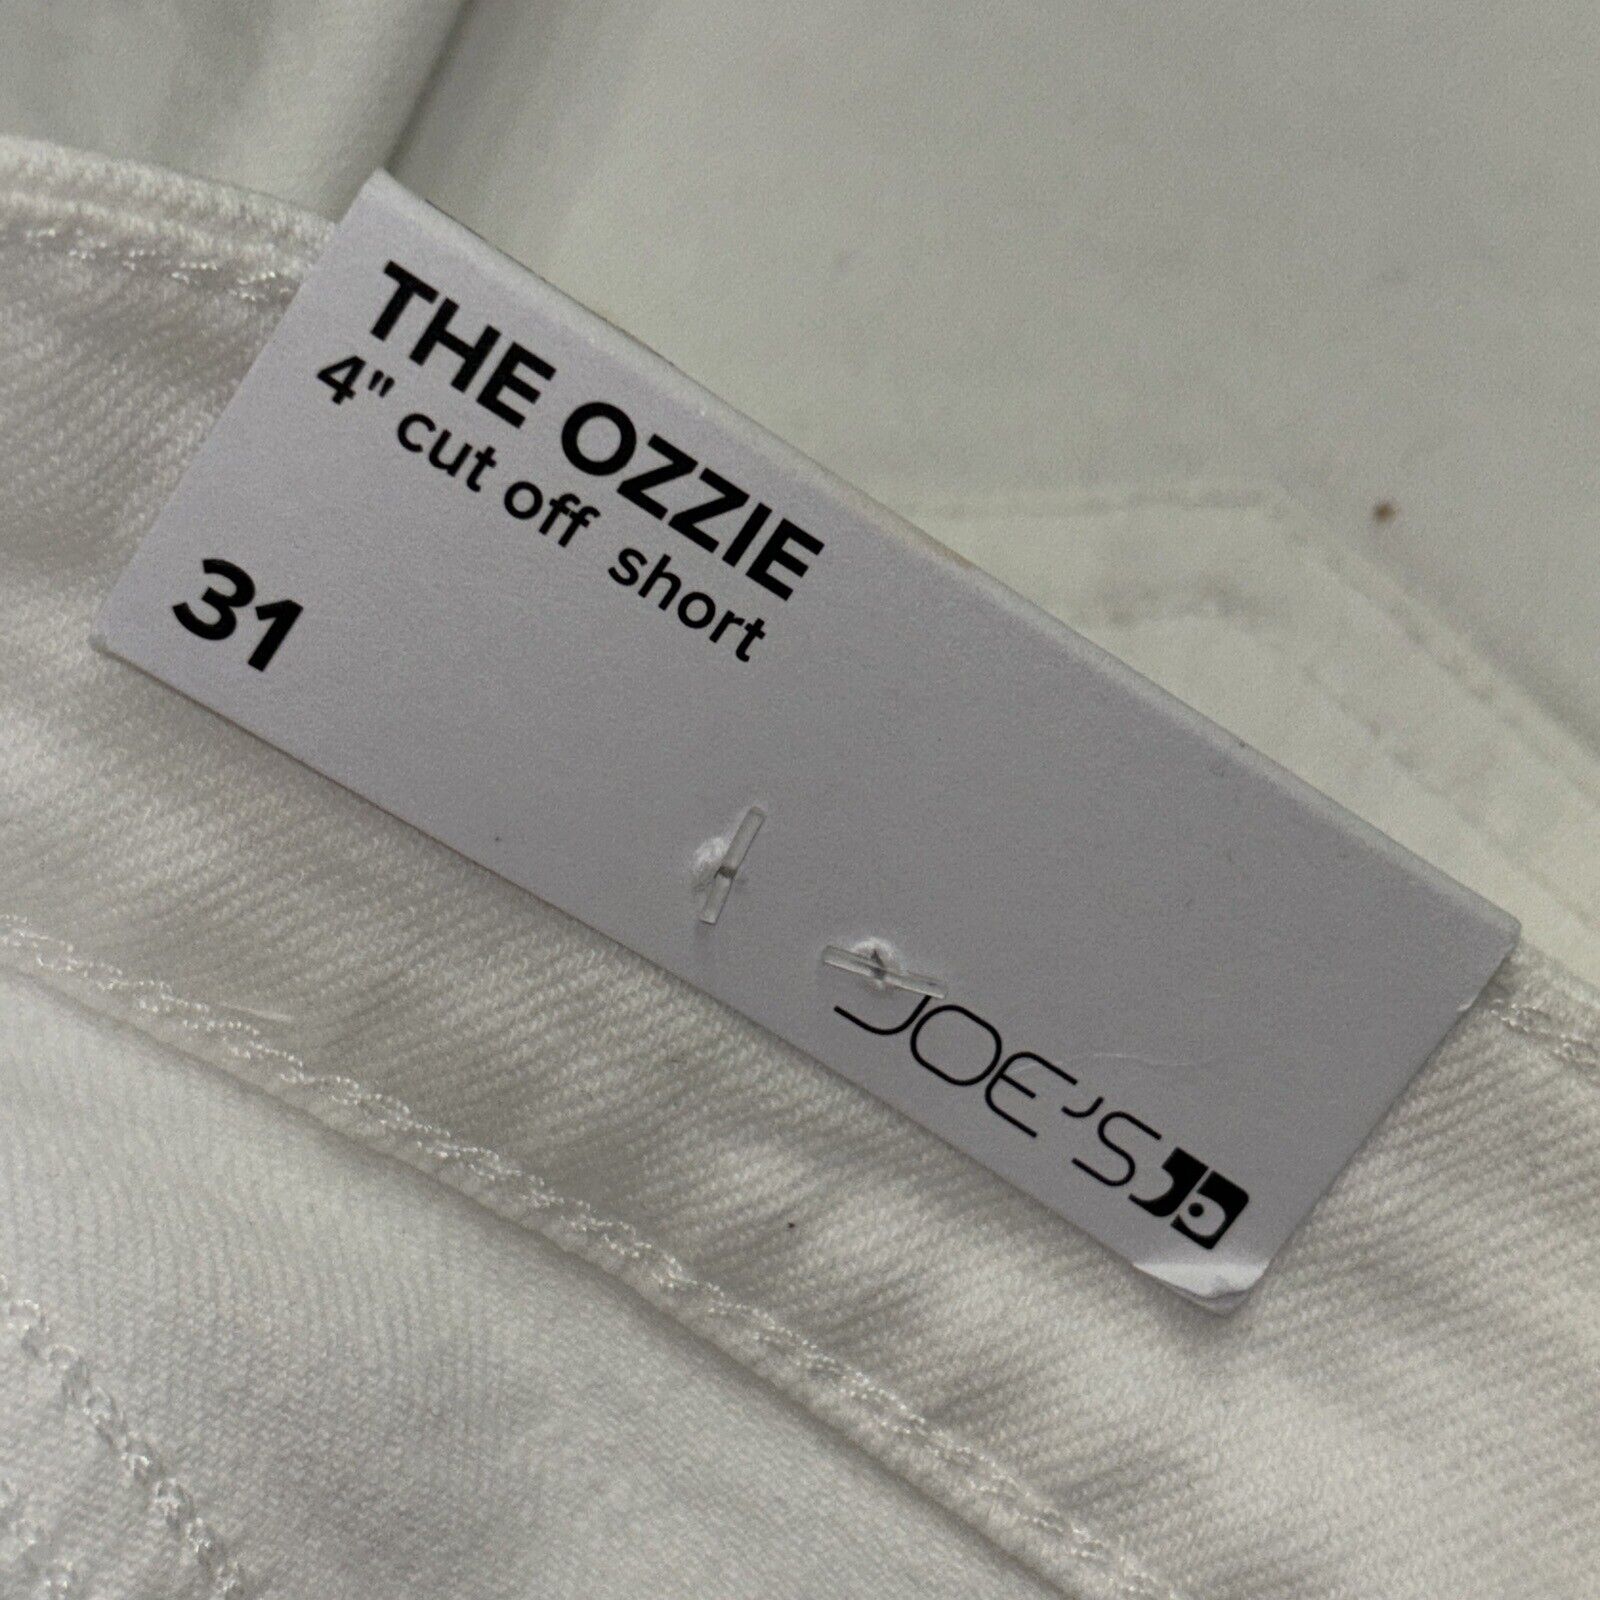 THE OZZIE
4" cut off short
31
JOE'S